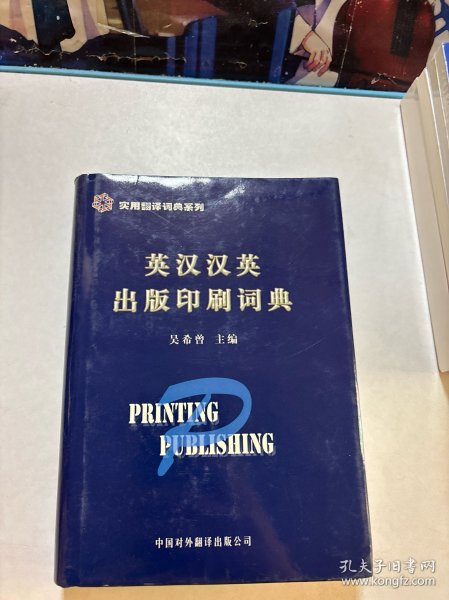 实用翻译词典系列
英汉汉英
出版印刷词典
吴希曾 主编
P
PRINTING
PUBLISHING
中国对外翻译出版公司
孔夫子旧书网
www.kongfz.com